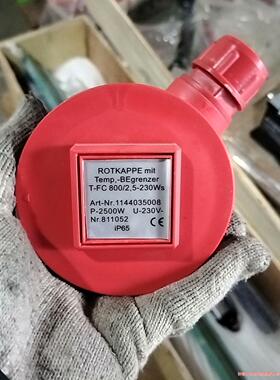 ROTKAPPE mit
Temp,-BEgrenzer
T-FC 800/2,5-230Ws
Art-Nr.1144035008
P-2500W U-230V-
Nr.811052 CE
iP65